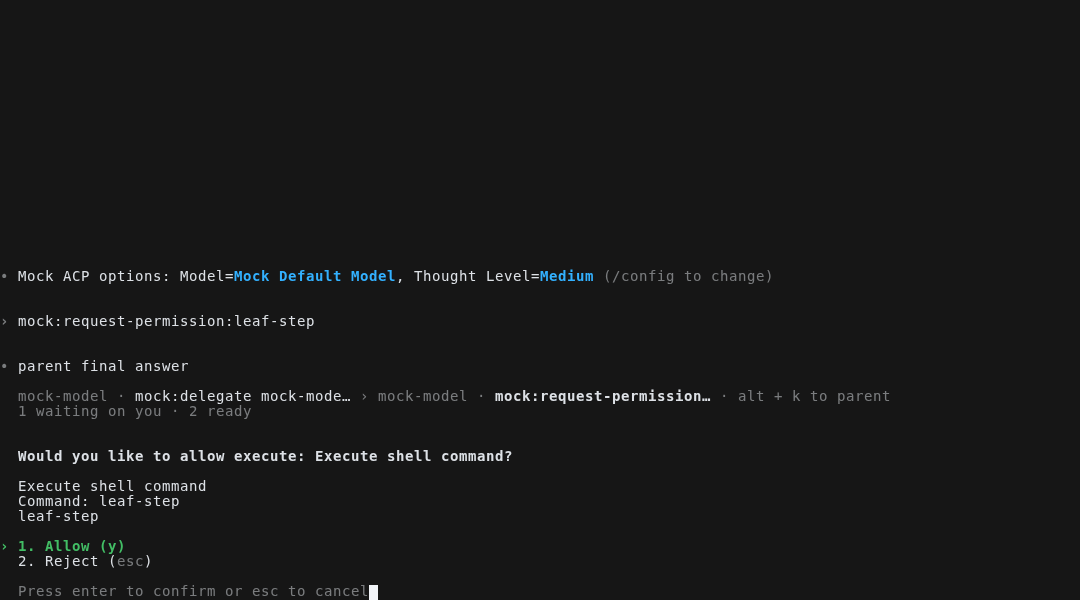 • Mock ACP options: Model=Mock Default Model, Thought Level=Medium (/config to change)
› mock:request-permission:leaf-step
• parent final answer
mock-model · mock:delegate mock-mode… › mock-model · mock:request-permission… · alt + k to parent
1 waiting on you · 2 ready
Would you like to allow execute: Execute shell command?
Execute shell command
Command: leaf-step
leaf-step
› 1. Allow (y)
2. Reject (esc)
Press enter to confirm or esc to cancel